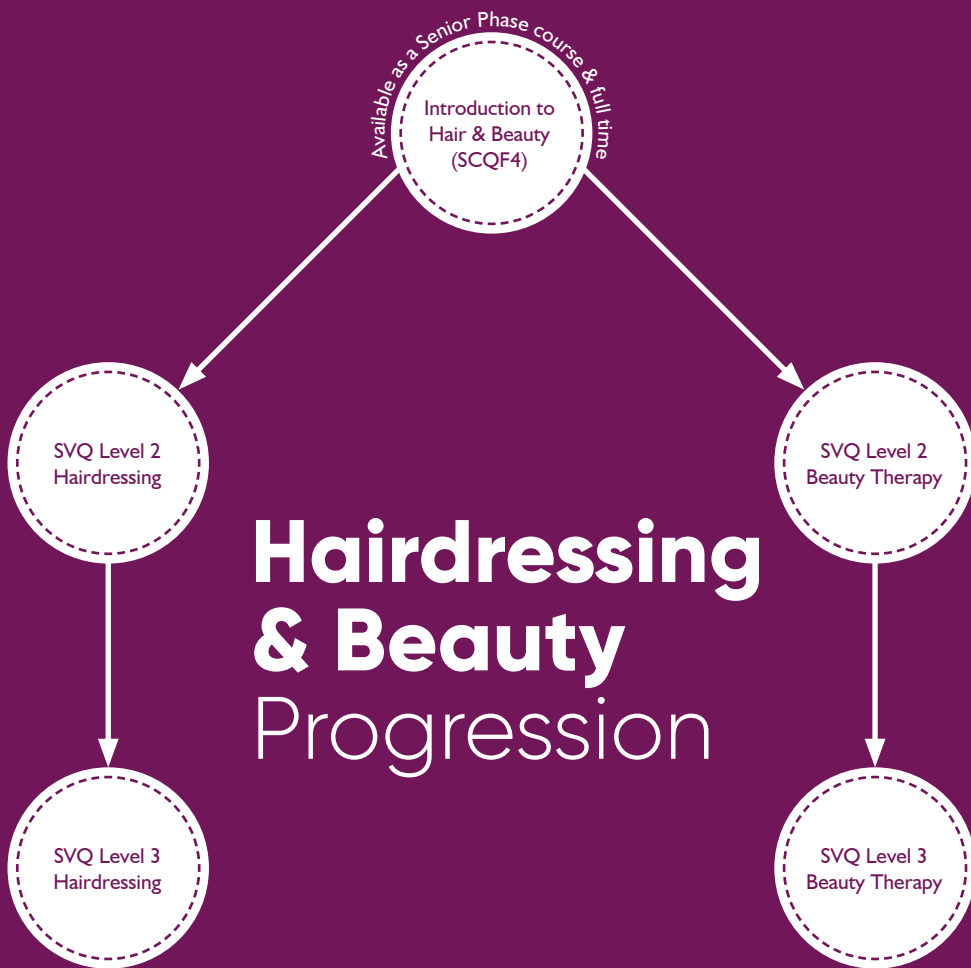 Available as a Senior Phase course & full time
Introduction to
Hair & Beauty
(SCQF4)
SVQ Level 2
Hairdressing
SVQ Level 2
Beauty Therapy
Hairdressing
& Beauty
Progression
SVQ Level 3
Hairdressing
SVQ Level 3
Beauty Therapy